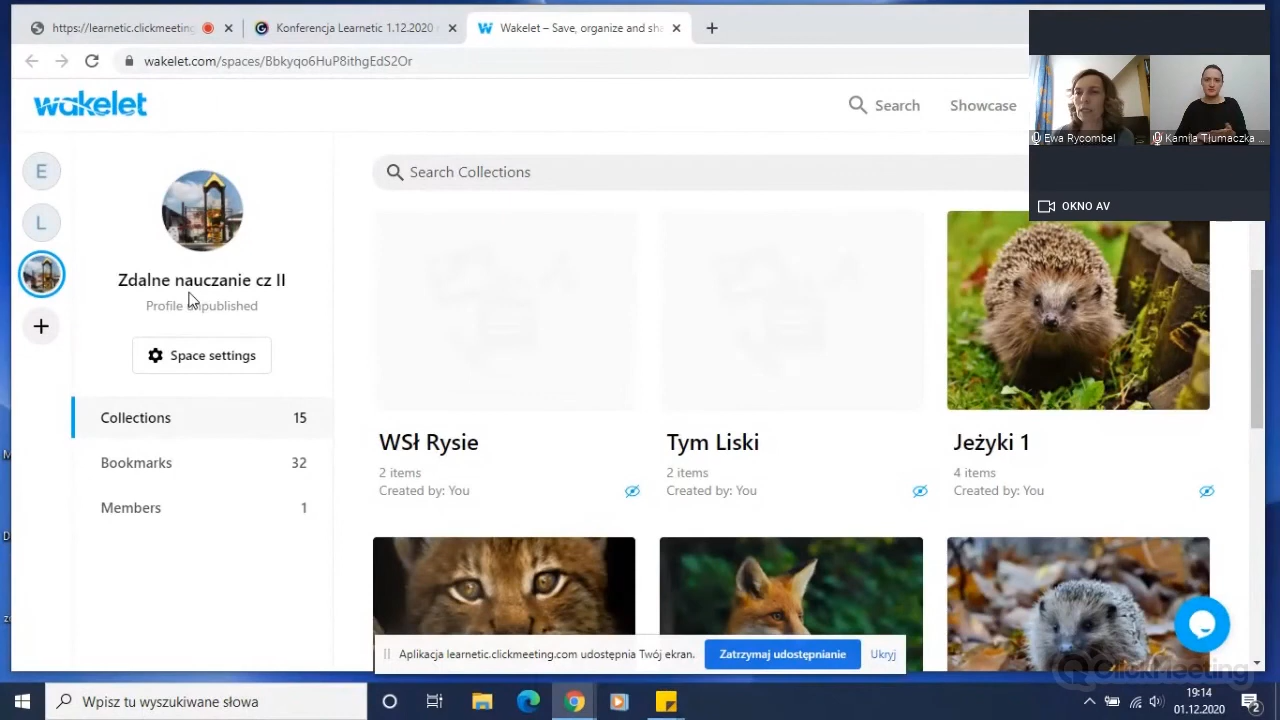 https://learnetic.clickmeeting
Konferencja Learnetic 1.12.2020
Wakelet – Save, organize and sha
wakelet.com/spaces/Bbkyqo6HuP8ithgEdS2Or
wakelet
Search
Showcase
Ewa Rycombel
Kamila Tłumaczka ...
OKNO AV
E
L
Zdalne nauczanie cz II
Profile unpublished
Space settings
Collections 15
Bookmarks 32
Members 1
Search Collections
WSł Rysie
2 items
Created by: You
Tym Liski
2 items
Created by: You
Jeżyki 1
4 items
Created by: You
Aplikacja learnetic.clickmeeting.com udostępnia Twój ekran.
Zatrzymaj udostępnianie
Ukryj
ClickMeeting
Wpisz tu wyszukiwane słowa
19:14
01.12.2020
2